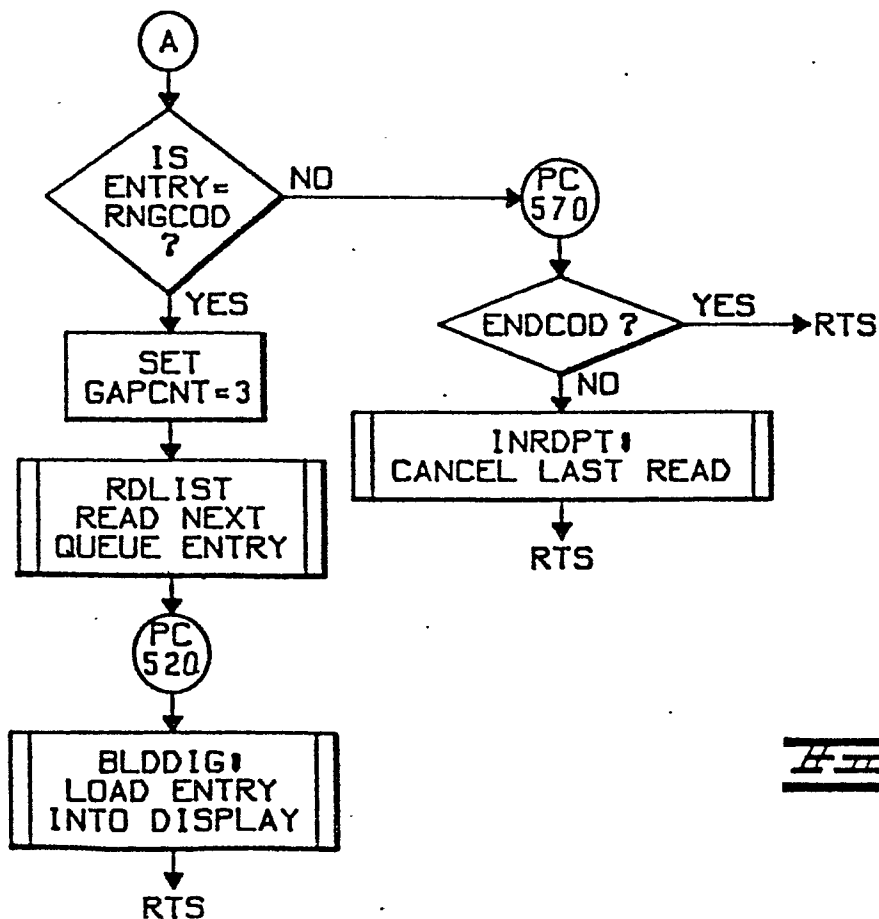 A
IS
ENTRY=
RNGCOD
?
NO
YES
PC
570
ENDCOD ?
YES
RTS
NO
SET
GAPCNT=3
INRDPT:
CANCEL LAST READ
RTS
RDLIST
READ NEXT
QUEUE ENTRY
PC
520
BLDDIG:
LOAD ENTRY
INTO DISPLAY
RTS